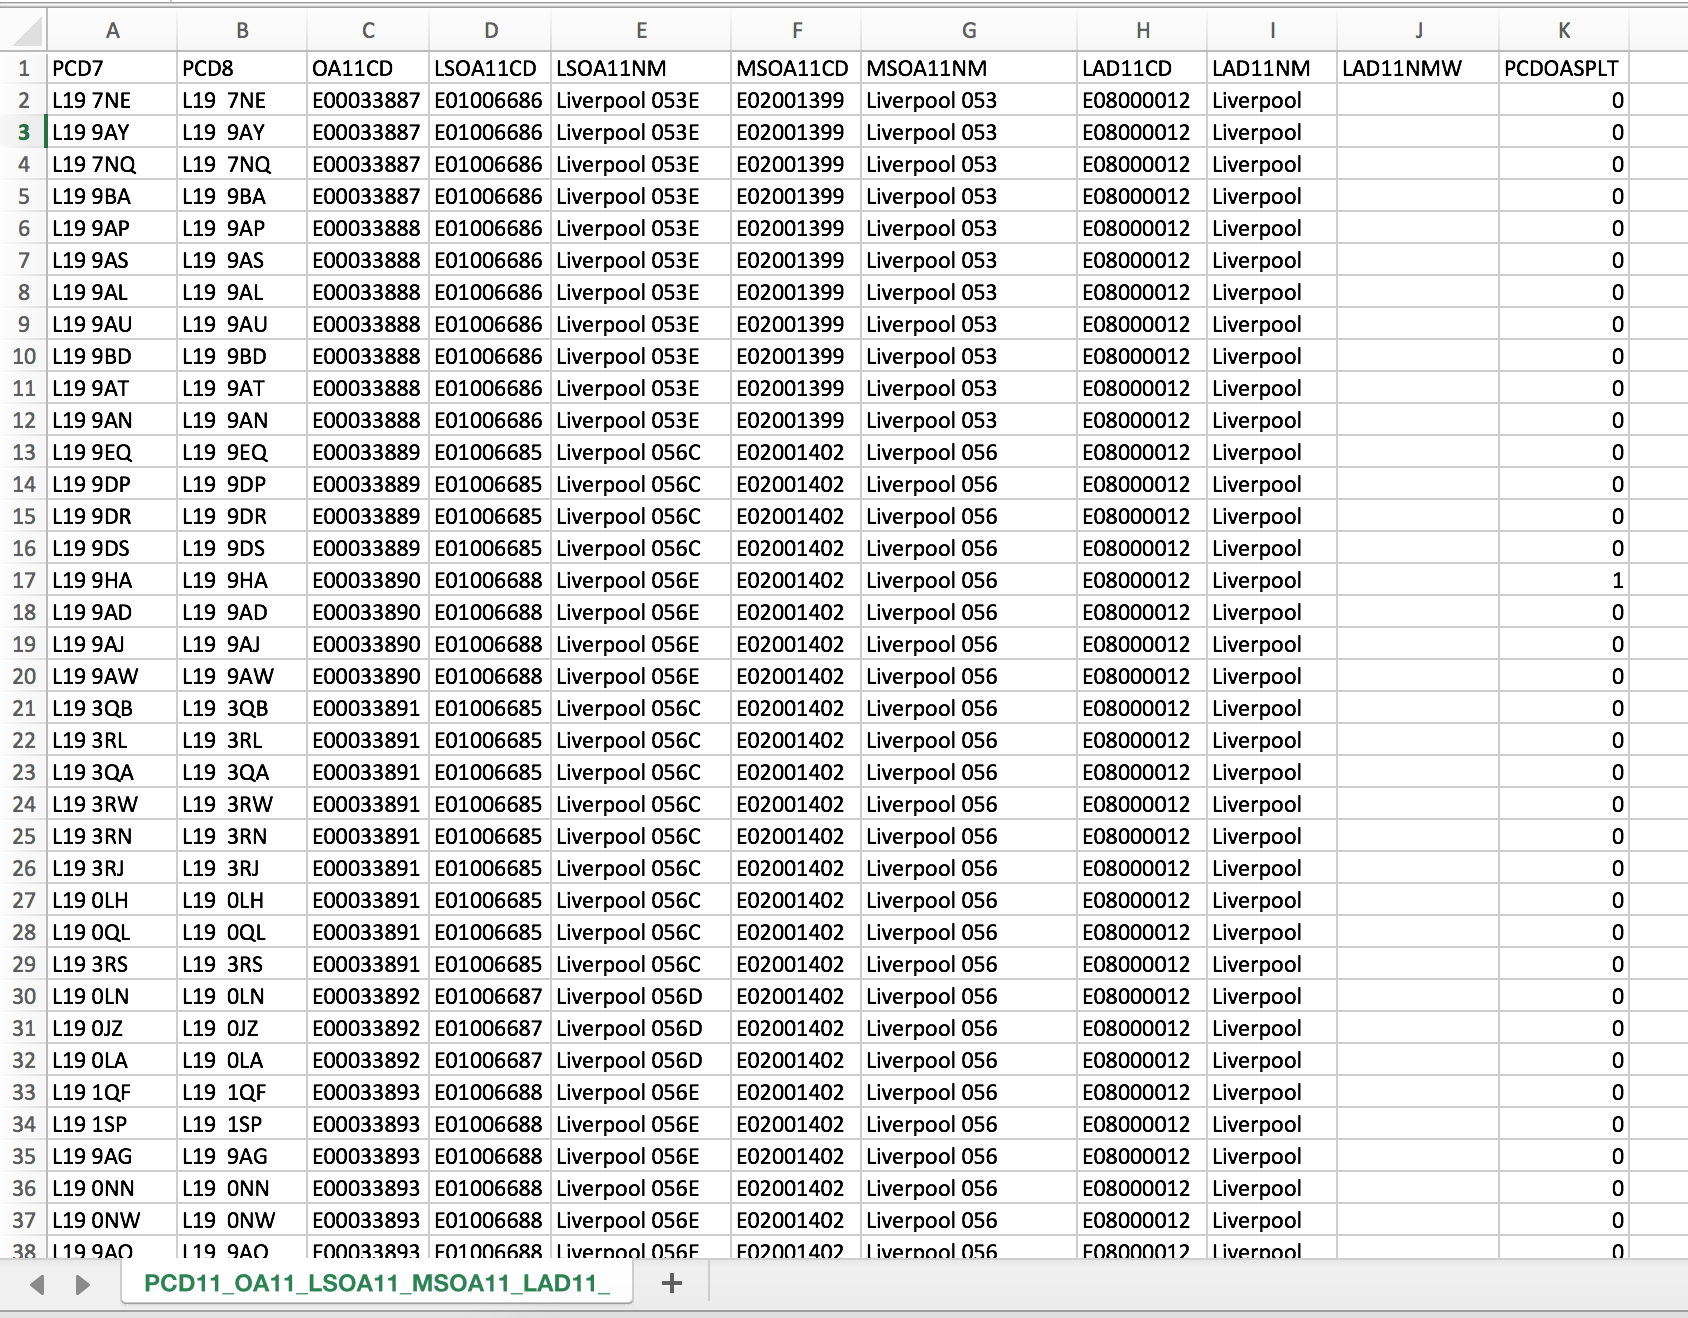 A B C D E F G H I J K
1 PCD7 PCD8 OA11CD LSOA11CD LSOA11NM MSOA11CD MSOA11NM LAD11CD LAD11NM LAD11NMW PCDOASPLT
2 L19 7NE L19  7NE E00033887 E01006686 Liverpool 053E E02001399 Liverpool 053 E08000012 Liverpool 0
3 L19 9AY L19  9AY E00033887 E01006686 Liverpool 053E E02001399 Liverpool 053 E08000012 Liverpool 0
4 L19 7NQ L19  7NQ E00033887 E01006686 Liverpool 053E E02001399 Liverpool 053 E08000012 Liverpool 0
5 L19 9BA L19  9BA E00033887 E01006686 Liverpool 053E E02001399 Liverpool 053 E08000012 Liverpool 0
6 L19 9AP L19  9AP E00033888 E01006686 Liverpool 053E E02001399 Liverpool 053 E08000012 Liverpool 0
7 L19 9AS L19  9AS E00033888 E01006686 Liverpool 053E E02001399 Liverpool 053 E08000012 Liverpool 0
8 L19 9AL L19  9AL E00033888 E01006686 Liverpool 053E E02001399 Liverpool 053 E08000012 Liverpool 0
9 L19 9AU L19  9AU E00033888 E01006686 Liverpool 053E E02001399 Liverpool 053 E08000012 Liverpool 0
10 L19 9BD L19  9BD E00033888 E01006686 Liverpool 053E E02001399 Liverpool 053 E08000012 Liverpool 0
11 L19 9AT L19  9AT E00033888 E01006686 Liverpool 053E E02001399 Liverpool 053 E08000012 Liverpool 0
12 L19 9AN L19  9AN E00033888 E01006686 Liverpool 053E E02001399 Liverpool 053 E08000012 Liverpool 0
13 L19 9EQ L19  9EQ E00033889 E01006685 Liverpool 056C E02001402 Liverpool 056 E08000012 Liverpool 0
14 L19 9DP L19  9DP E00033889 E01006685 Liverpool 056C E02001402 Liverpool 056 E08000012 Liverpool 0
15 L19 9DR L19  9DR E00033889 E01006685 Liverpool 056C E02001402 Liverpool 056 E08000012 Liverpool 0
16 L19 9DS L19  9DS E00033889 E01006685 Liverpool 056C E02001402 Liverpool 056 E08000012 Liverpool 0
17 L19 9HA L19  9HA E00033890 E01006688 Liverpool 056E E02001402 Liverpool 056 E08000012 Liverpool 1
18 L19 9AD L19  9AD E00033890 E01006688 Liverpool 056E E02001402 Liverpool 056 E08000012 Liverpool 0
19 L19 9AJ L19  9AJ E00033890 E01006688 Liverpool 056E E02001402 Liverpool 056 E08000012 Liverpool 0
20 L19 9AW L19  9AW E00033890 E01006688 Liverpool 056E E02001402 Liverpool 056 E08000012 Liverpool 0
21 L19 3QB L19  3QB E00033891 E01006685 Liverpool 056C E02001402 Liverpool 056 E08000012 Liverpool 0
22 L19 3RL L19  3RL E00033891 E01006685 Liverpool 056C E02001402 Liverpool 056 E08000012 Liverpool 0
23 L19 3QA L19  3QA E00033891 E01006685 Liverpool 056C E02001402 Liverpool 056 E08000012 Liverpool 0
24 L19 3RW L19  3RW E00033891 E01006685 Liverpool 056C E02001402 Liverpool 056 E08000012 Liverpool 0
25 L19 3RN L19  3RN E00033891 E01006685 Liverpool 056C E02001402 Liverpool 056 E08000012 Liverpool 0
26 L19 3RJ L19  3RJ E00033891 E01006685 Liverpool 056C E02001402 Liverpool 056 E08000012 Liverpool 0
27 L19 0LH L19  0LH E00033891 E01006685 Liverpool 056C E02001402 Liverpool 056 E08000012 Liverpool 0
28 L19 0QL L19  0QL E00033891 E01006685 Liverpool 056C E02001402 Liverpool 056 E08000012 Liverpool 0
29 L19 3RS L19  3RS E00033891 E01006685 Liverpool 056C E02001402 Liverpool 056 E08000012 Liverpool 0
30 L19 0LN L19  0LN E00033892 E01006687 Liverpool 056D E02001402 Liverpool 056 E08000012 Liverpool 0
31 L19 0JZ L19  0JZ E00033892 E01006687 Liverpool 056D E02001402 Liverpool 056 E08000012 Liverpool 0
32 L19 0LA L19  0LA E00033892 E01006687 Liverpool 056D E02001402 Liverpool 056 E08000012 Liverpool 0
33 L19 1QF L19  1QF E00033893 E01006688 Liverpool 056E E02001402 Liverpool 056 E08000012 Liverpool 0
34 L19 1SP L19  1SP E00033893 E01006688 Liverpool 056E E02001402 Liverpool 056 E08000012 Liverpool 0
35 L19 9AG L19  9AG E00033893 E01006688 Liverpool 056E E02001402 Liverpool 056 E08000012 Liverpool 0
36 L19 0NN L19  0NN E00033893 E01006688 Liverpool 056E E02001402 Liverpool 056 E08000012 Liverpool 0
37 L19 0NW L19  0NW E00033893 E01006688 Liverpool 056E E02001402 Liverpool 056 E08000012 Liverpool 0
38 L19 E00033893 E01006688 Liverpool 056E E02001402 Liverpool 056 E08000012 Liverpool 0
PCD11_OA11_LSOA11_MSOA11_LAD11_ +